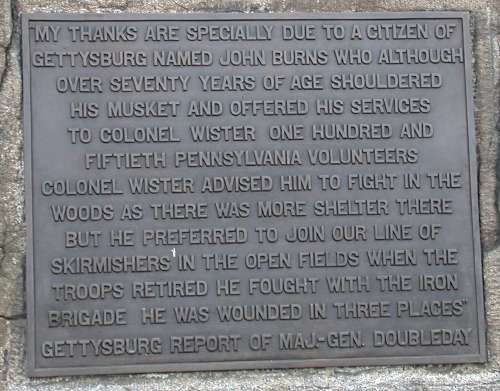 "MY THANKS ARE SPECIALLY DUE TO A CITIZEN OF
GETTYSBURG NAMED JOHN BURNS WHO ALTHOUGH
OVER SEVENTY YEARS OF AGE SHOULDERED
HIS MUSKET AND OFFERED HIS SERVICES
TO COLONEL WISTER ONE HUNDRED AND
FIFTIETH PENNSYLVANIA VOLUNTEERS
COLONEL WISTER ADVISED HIM TO FIGHT IN THE
WOODS AS THERE WAS MORE SHELTER THERE
BUT HE PREFERRED TO JOIN OUR LINE OF
SKIRMISHERS IN THE OPEN FIELDS WHEN THE
TROOPS RETIRED HE FOUGHT WITH THE IRON
BRIGADE HE WAS WOUNDED IN THREE PLACES"
GETTYSBURG REPORT OF MAJ.-GEN. DOUBLEDAY